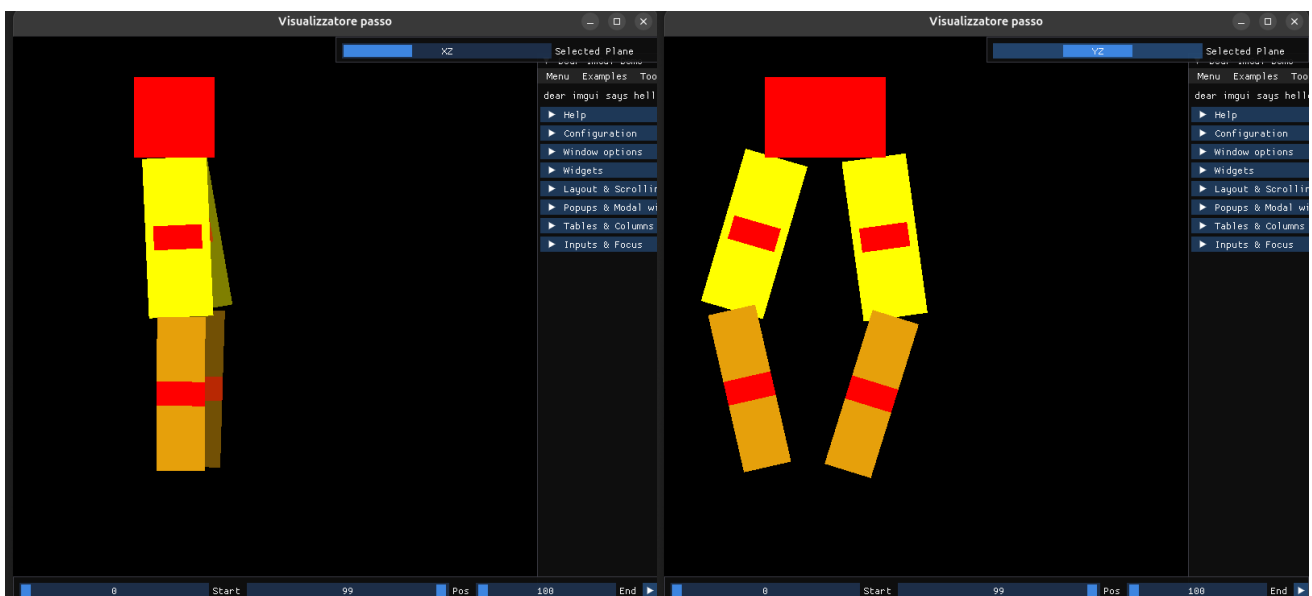 Visualizzatore passo
XZ Selected Plane
Menu Examples Too
dear imgui says hell
Help
Configuration
Window options
Widgets
Layout & Scrollin
Popups & Modal wi
Tables & Columns
Inputs & Focus
0 Start 99 Pos 100 End
Visualizzatore passo
YZ Selected Plane
Menu Examples Too
dear imgui says hello
Help
Configuration
Window options
Widgets
Layout & Scrollin
Popups & Modal wi
Tables & Columns
Inputs & Focus
0 Start 99 Pos 100 End